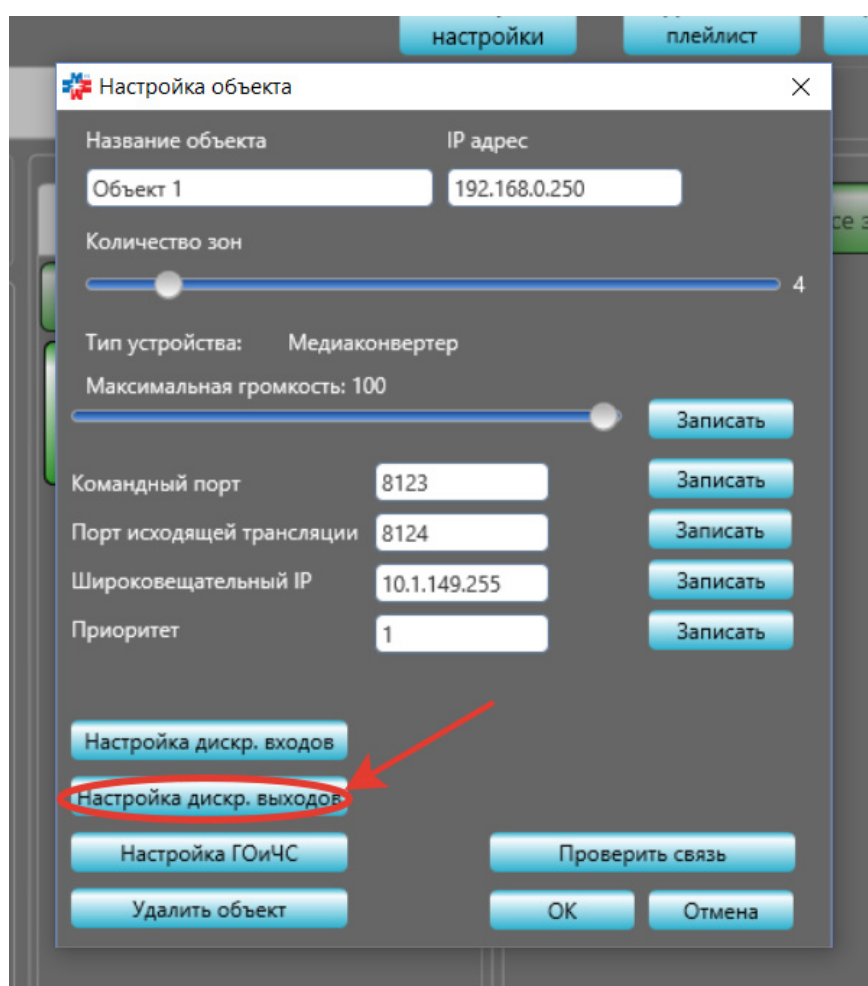 настройки
плейлист
Настройка объекта
Название объекта
IP адрес
Объект 1
192.168.0.250
Количество зон
4
Тип устройства: Медиаконвертер
Максимальная громкость: 100
Записать
Командный порт
8123
Записать
Порт исходящей трансляции
8124
Записать
Широковещательный IP
10.1.149.255
Записать
Приоритет
1
Записать
Настройка дискр. входов
Настройка дискр. выходов
Настройка ГОиЧС
Проверить связь
Удалить объект
OK
Отмена